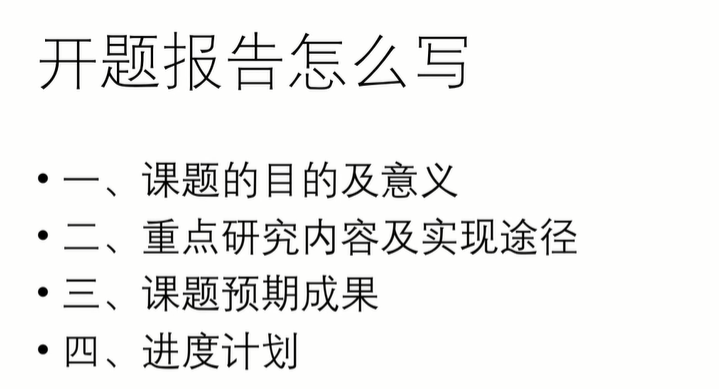 开题报告怎么写
• 一、课题的目的及意义
• 二、重点研究内容及实现途径
• 三、课题预期成果
• 四、进度计划